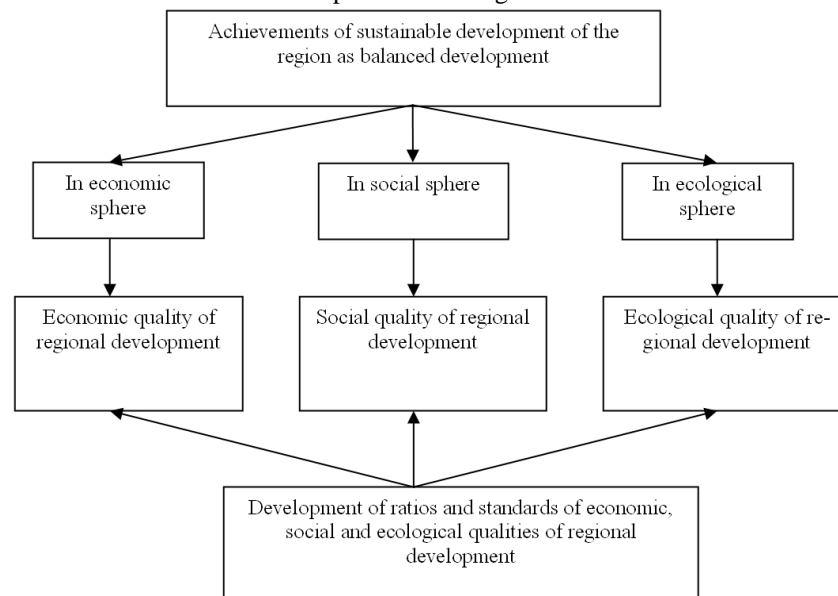 Achievements of sustainable development of the
region as balanced development
In economic
sphere
In social sphere
In ecological
sphere
Economic quality of
regional development
Social quality of regional
development
Ecological quality of re-
gional development
Development of ratios and standards of economic,
social and ecological qualities of regional
development